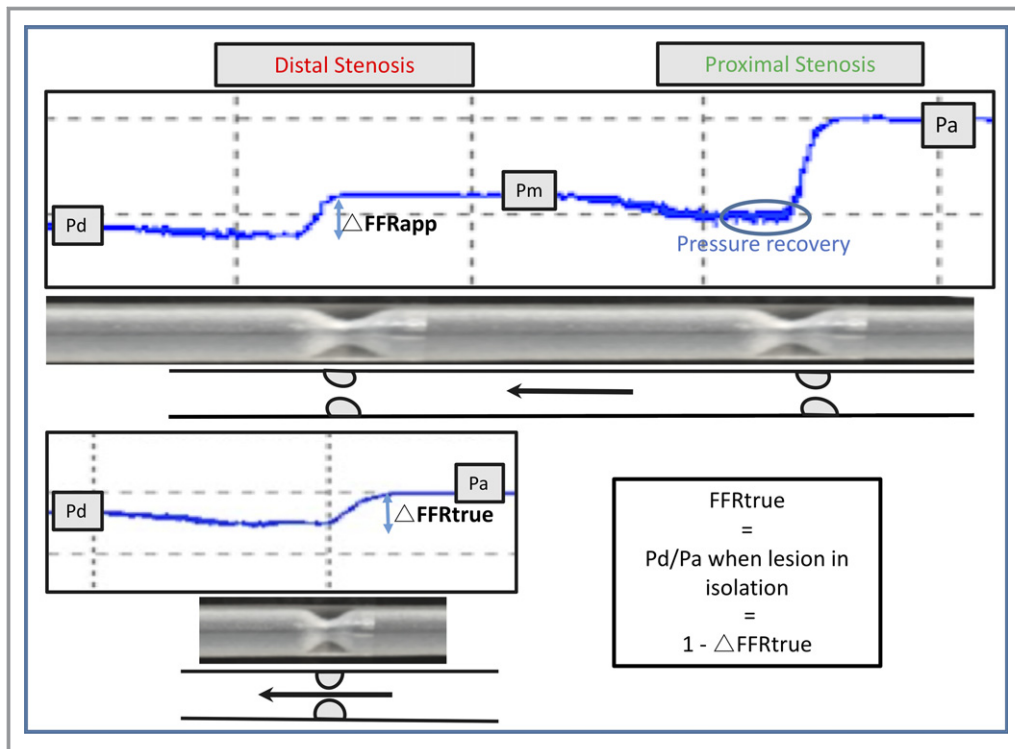 Distal Stenosis
Proximal Stenosis
Pa
Pm
Pd
△FFRapp
Pressure recovery
Pa
Pd
△FFRtrue
FFRtrue
=
Pd/Pa when lesion in
isolation
=
1 - △FFRtrue